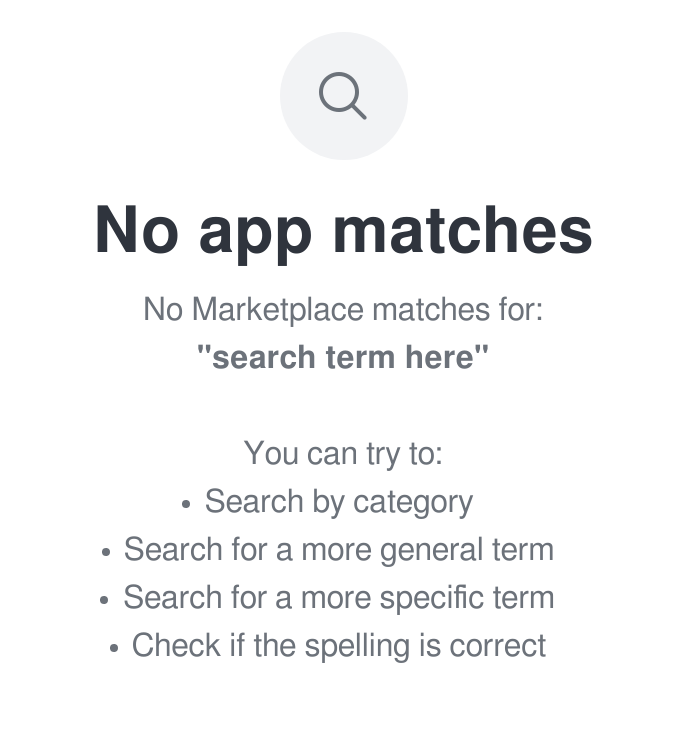 No app matches
No Marketplace matches for:
"search term here"
You can try to:
• Search by category
• Search for a more general term
• Search for a more specific term
• Check if the spelling is correct